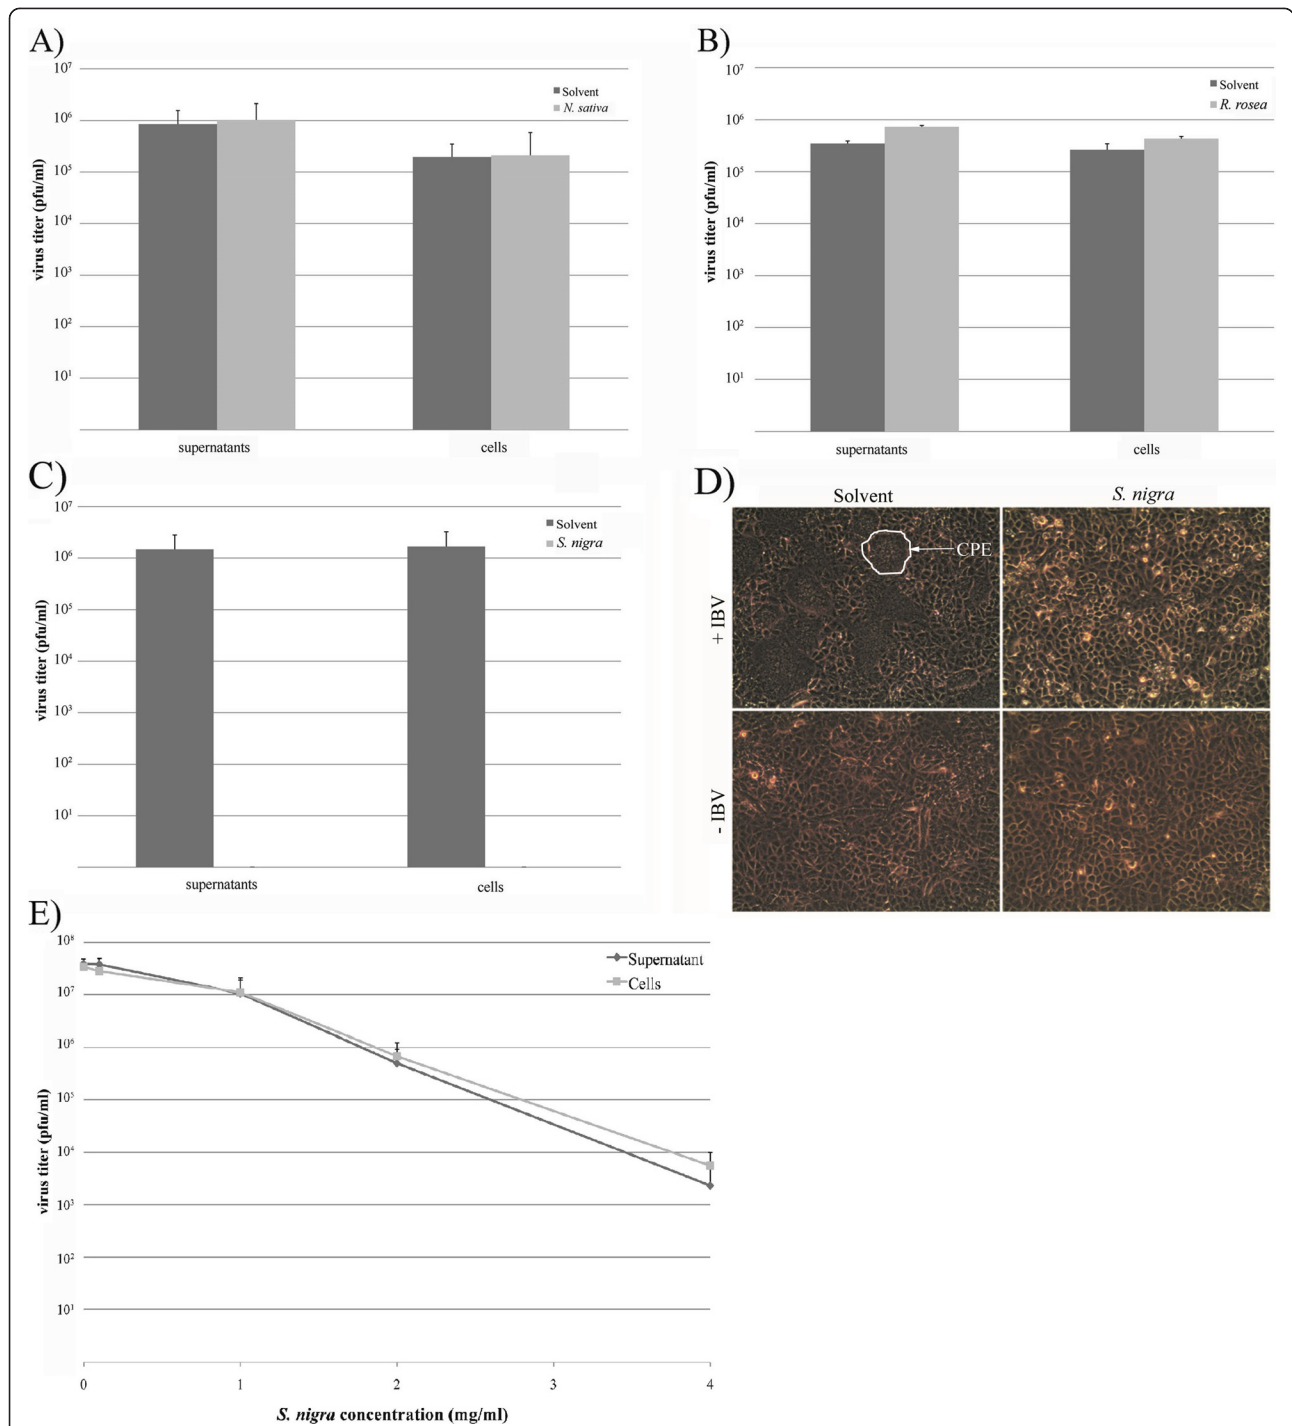 A)
10⁷
10⁶
10⁵
10⁴
10³
10²
10¹
virus titer (pfu/ml)
Solvent
N. sativa
supernatants
cells
B)
10⁷
10⁶
10⁵
10⁴
10³
10²
10¹
virus titer (pfu/ml)
Solvent
R. rosea
supernatants
cells
C)
10⁷
10⁶
10⁵
10⁴
10³
10²
10¹
virus titer (pfu/ml)
Solvent
S. nigra
supernatants
cells
D)
Solvent
S. nigra
CPE
+ IBV
- IBV
E)
10⁸
10⁷
10⁶
10⁵
10⁴
10³
10²
10¹
virus titer (pfu/ml)
Supernatant
Cells
0
1
2
3
4
S. nigra concentration (mg/ml)